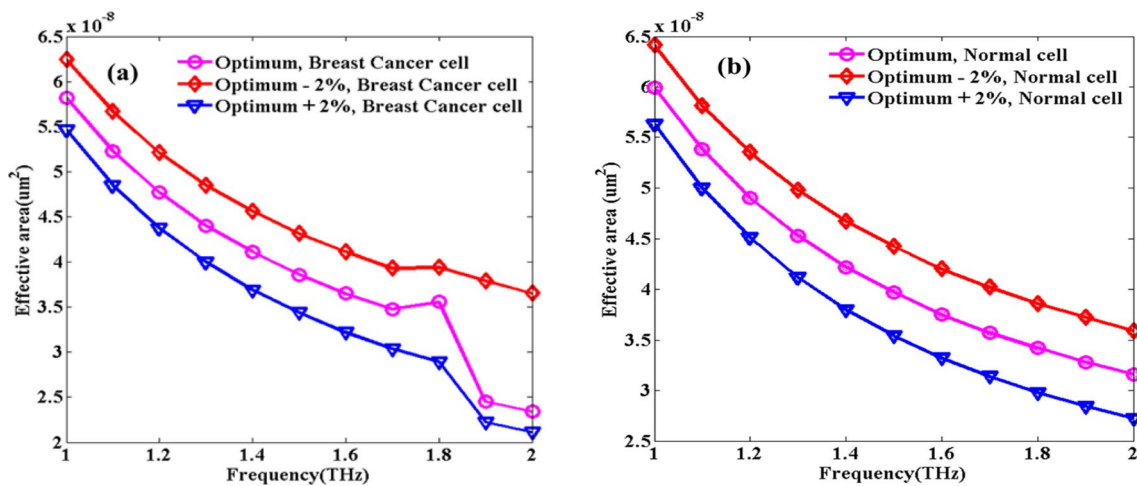 x 10^-8
6.5
6
5.5
5
4.5
4
3.5
3
2.5
2
Effective area(um²)
(a)
Optimum, Breast Cancer cell
Optimum - 2%, Breast Cancer cell
Optimum + 2%, Breast Cancer cell
1 1.2 1.4 1.6 1.8 2
Frequency(THz)
x 10^-8
6.5
6
5.5
5
4.5
4
3.5
3
2.5
Effective area (um²)
(b)
Optimum, Normal cell
Optimum - 2%, Normal cell
Optimum + 2%, Normal cell
1 1.2 1.4 1.6 1.8 2
Frequency(THz)